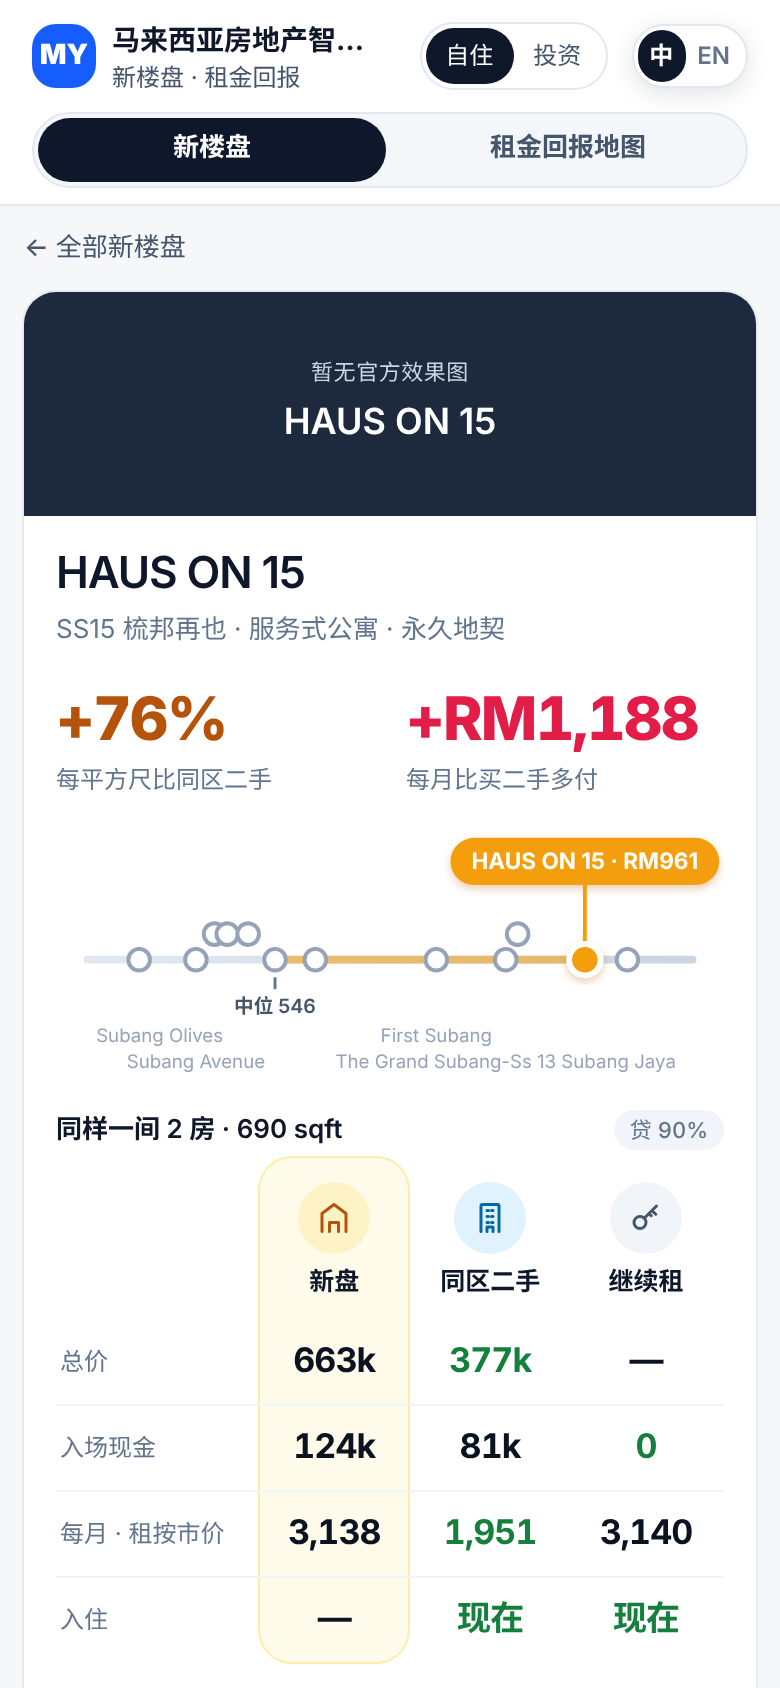 MY
马来西亚房地产智...
新楼盘 · 租金回报
自住
投资
中
EN
新楼盘
租金回报地图
← 全部新楼盘
暂无官方效果图
HAUS ON 15
HAUS ON 15
SS15 梳邦再也 · 服务式公寓 · 永久地契
+76%
+RM1,188
每平方尺比同区二手
每月比买二手多付
HAUS ON 15 · RM961
中位 546
Subang Olives
First Subang
Subang Avenue
The Grand Subang-Ss 13 Subang Jaya
同样一间 2 房 · 690 sqft
贷 90%
新盘
同区二手
继续租
总价
663k
377k
—
入场现金
124k
81k
0
每月 · 租按市价
3,138
1,951
3,140
入住
—
现在
现在